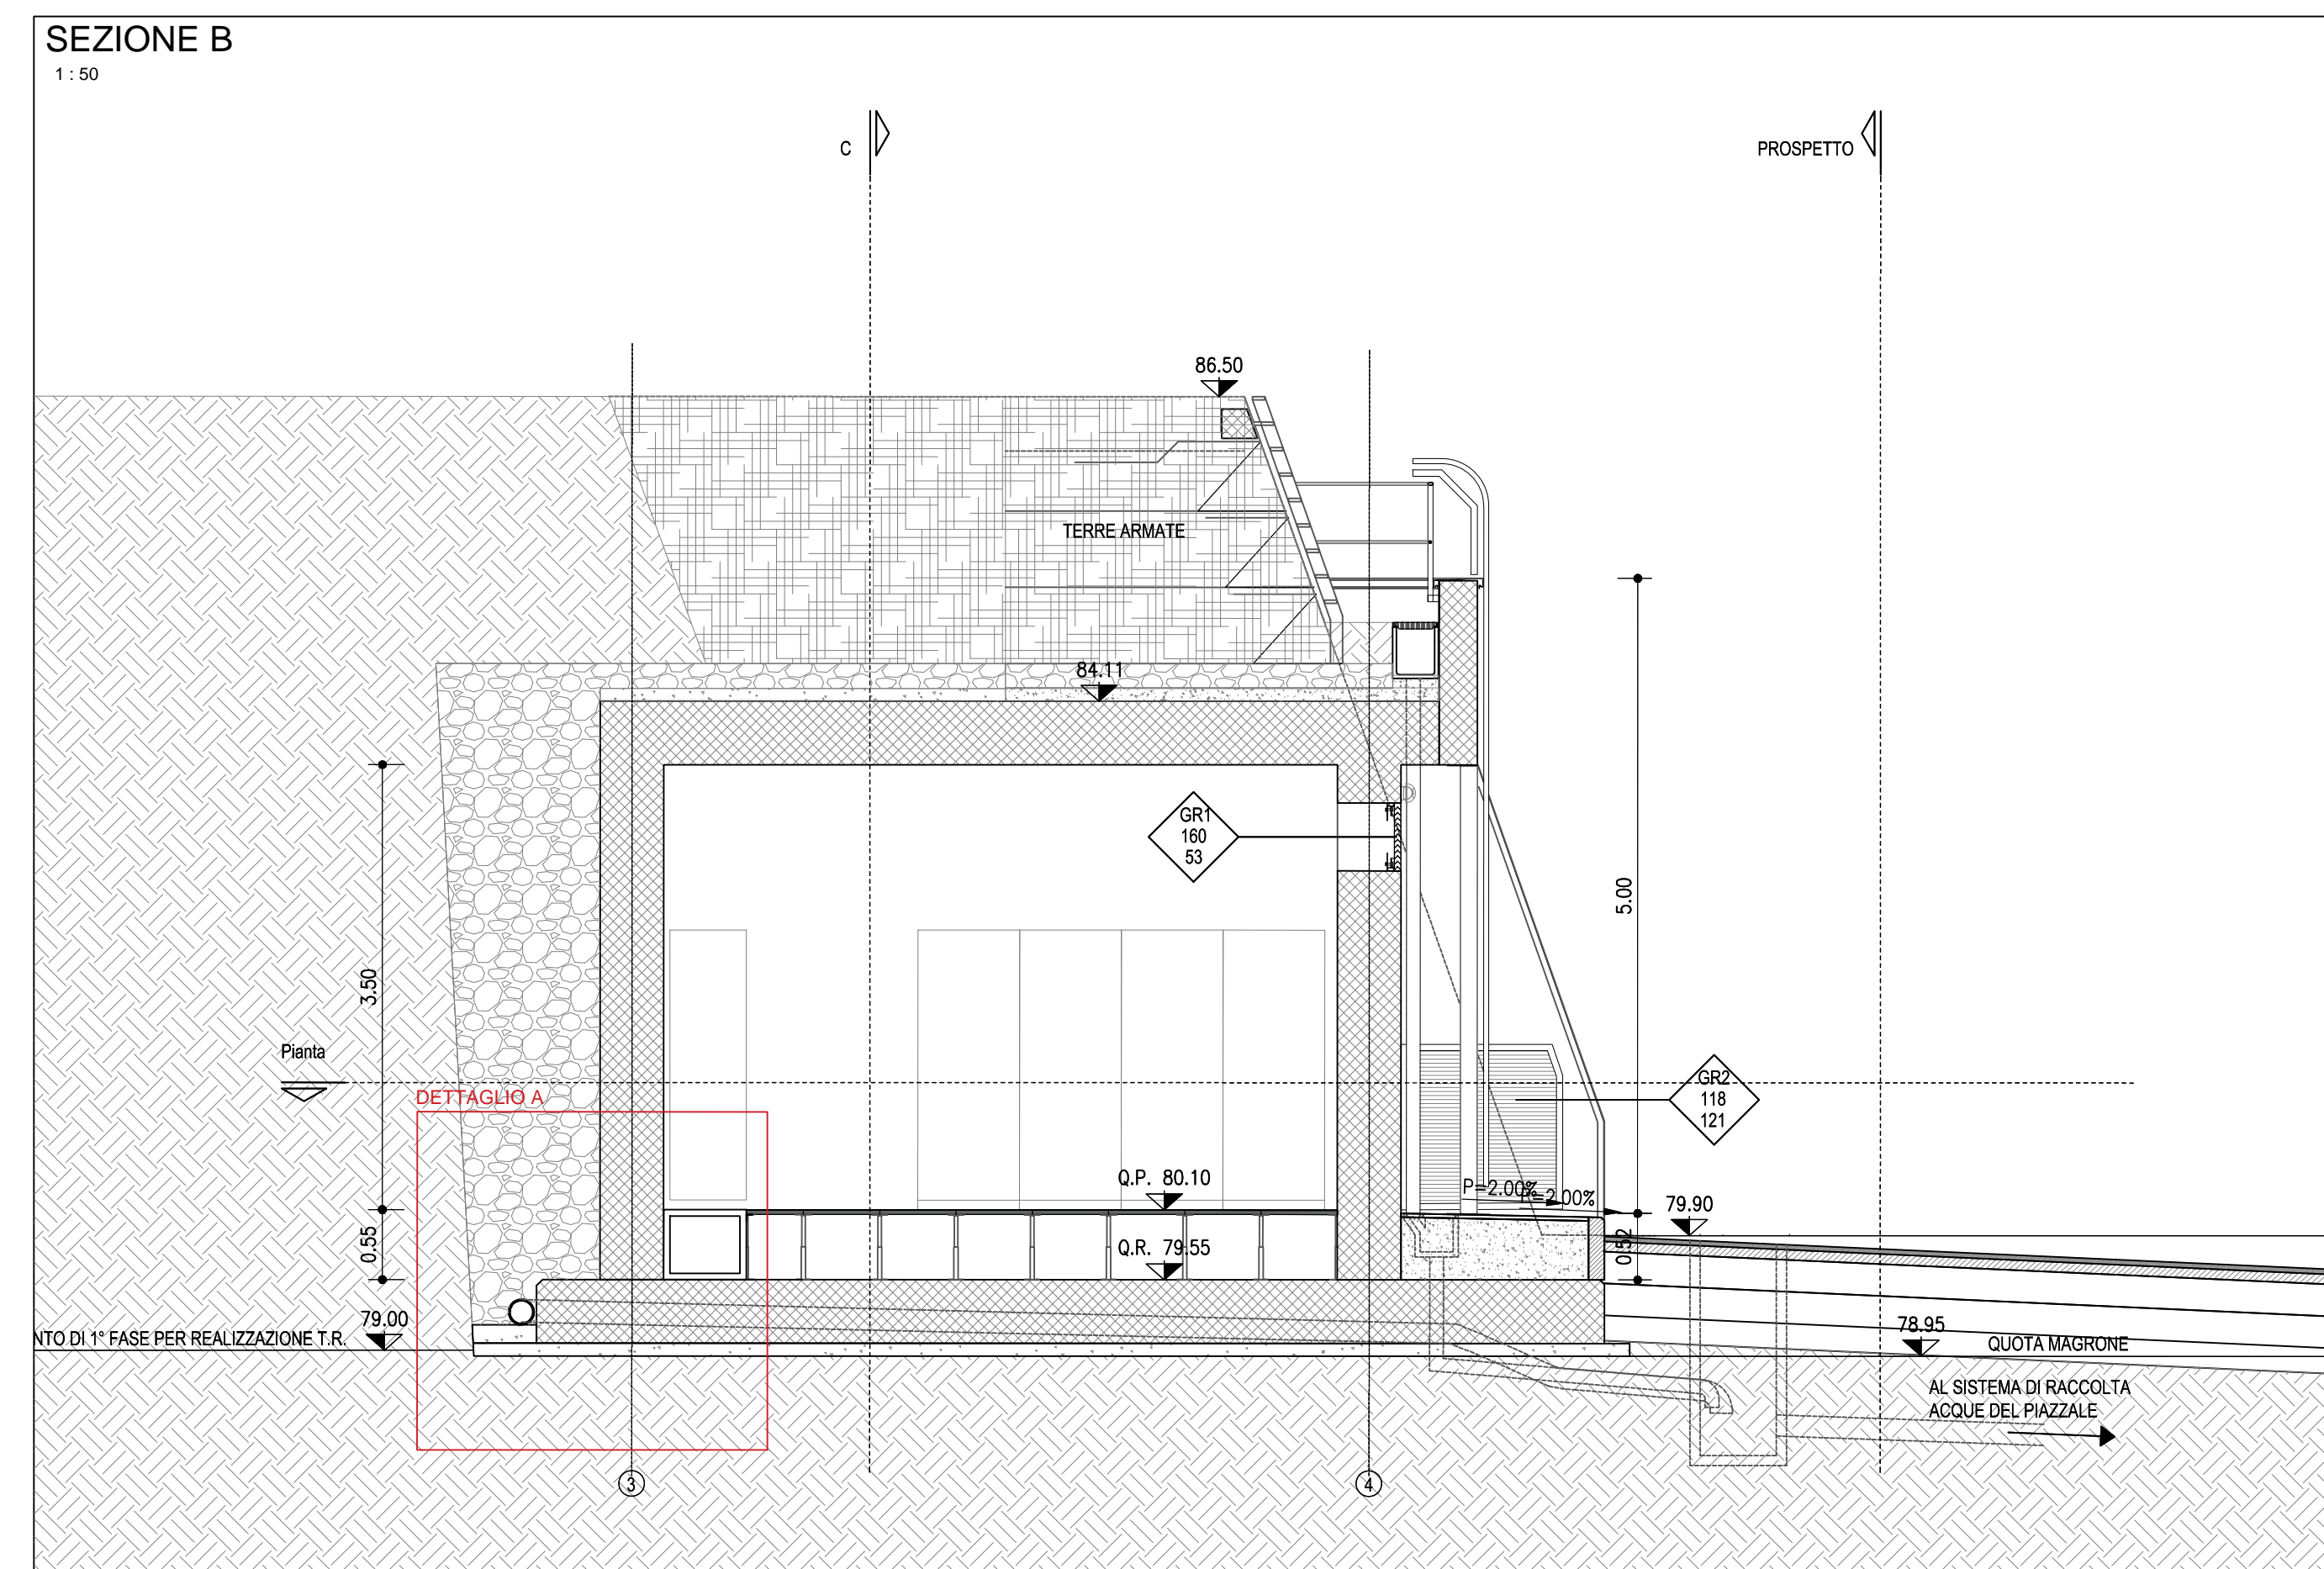 SEZIONE B
1 : 50
C
PROSPETTO
86.50
TERRE ARMATE
84.11
GR1
160
53
5.00
3.50
Pianta
DETTAGLIO A
GR2
118
121
Q.P. 80.10
P=2.00%
P=2.00%
79.90
0.55
Q.R. 79.55
0.52
79.00
NTO DI 1° FASE PER REALIZZAZIONE T.R.
78.95
QUOTA MAGRONE
AL SISTEMA DI RACCOLTA
ACQUE DEL PIAZZALE
3
4